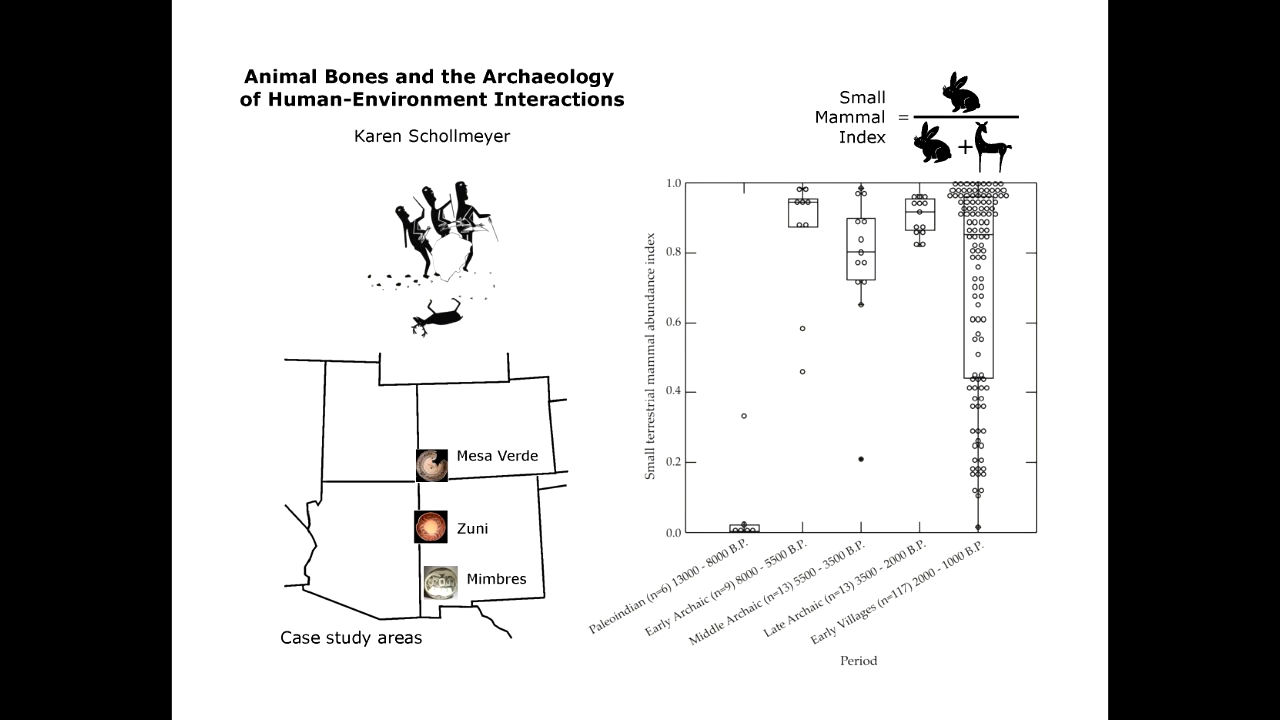 Animal Bones and the Archaeology
of Human-Environment Interactions
Karen Schollmeyer
Mesa Verde
Zuni
Mimbres
Case study areas
Small
Mammal
Index
=
+
Small terrestrial mammal abundance index
1.0
0.8
0.6
0.4
0.2
0.0
Paleoindian (n=6) 13000 - 8000 B.P.
Early Archaic (n=9) 8000 - 5500 B.P.
Middle Archaic (n=13) 5500 - 3500 B.P.
Late Archaic (n=13) 3500 - 2000 B.P.
Early Villages (n=117) 2000 - 1000 B.P.
Period